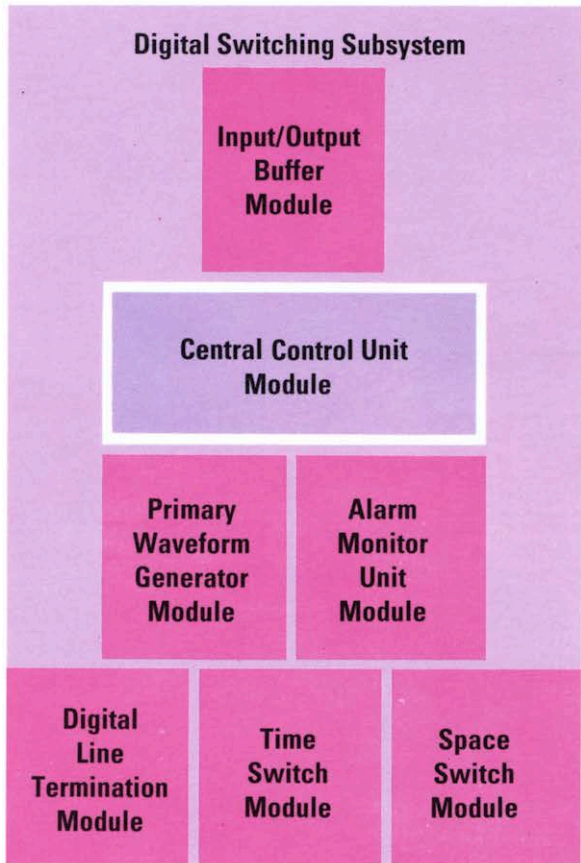 Digital Switching Subsystem
Input/Output
Buffer
Module
Central Control Unit
Module
Primary
Waveform
Generator
Module
Alarm
Monitor
Unit
Module
Digital
Line
Termination
Module
Time
Switch
Module
Space
Switch
Module